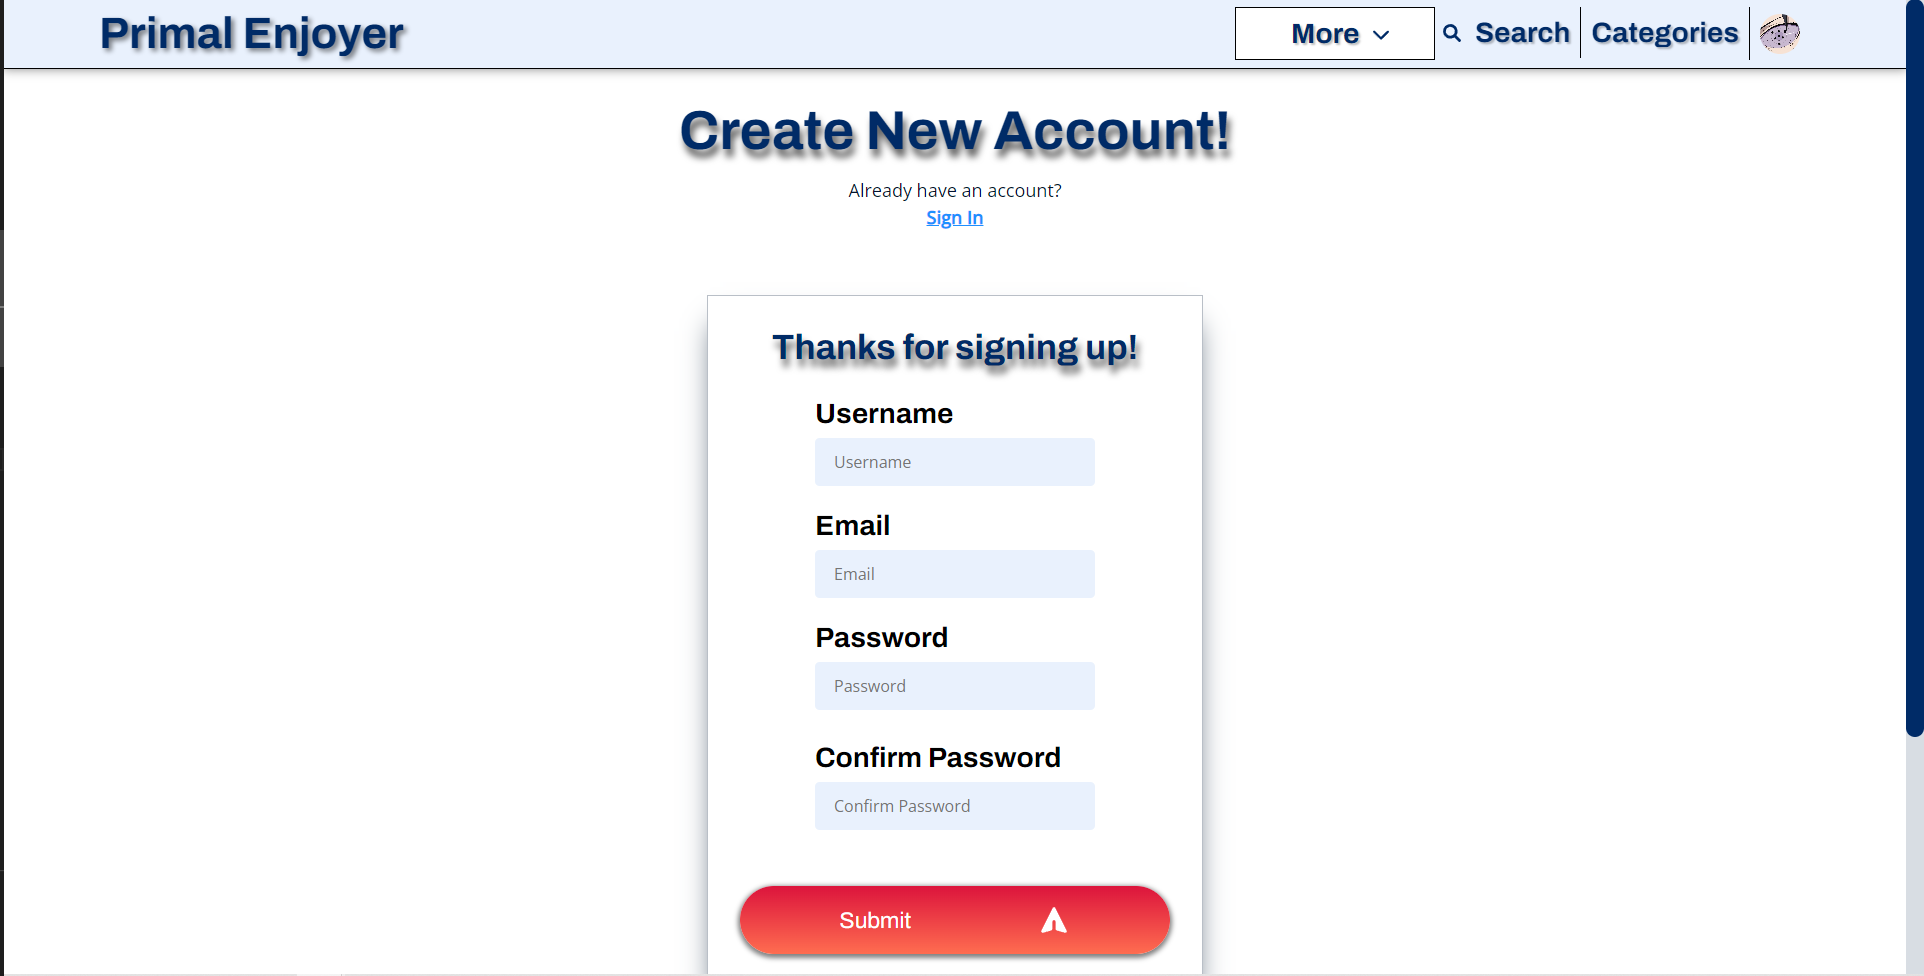 Primal Enjoyer
More
Search
Categories
Create New Account!
Already have an account?
Sign In
Thanks for signing up!
Username
Username
Email
Email
Password
Password
Confirm Password
Confirm Password
Submit